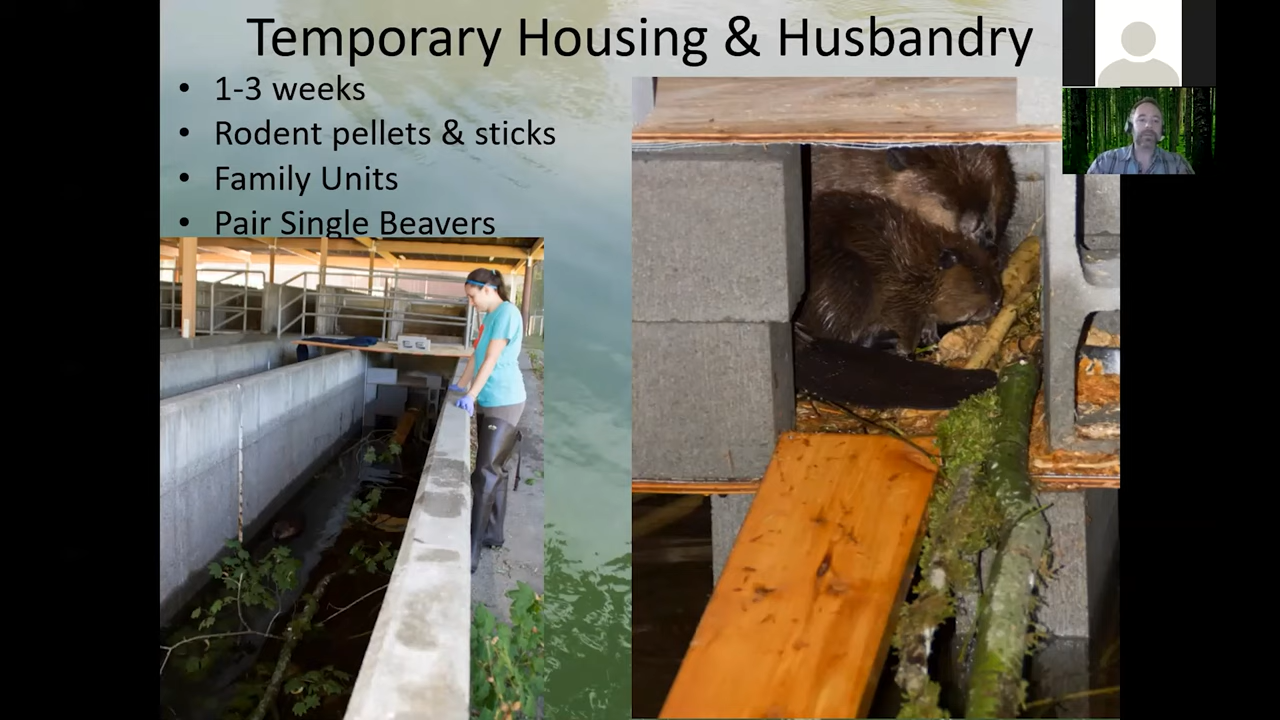 Temporary Housing & Husbandry
• 1-3 weeks
• Rodent pellets & sticks
• Family Units
• Pair Single Beavers